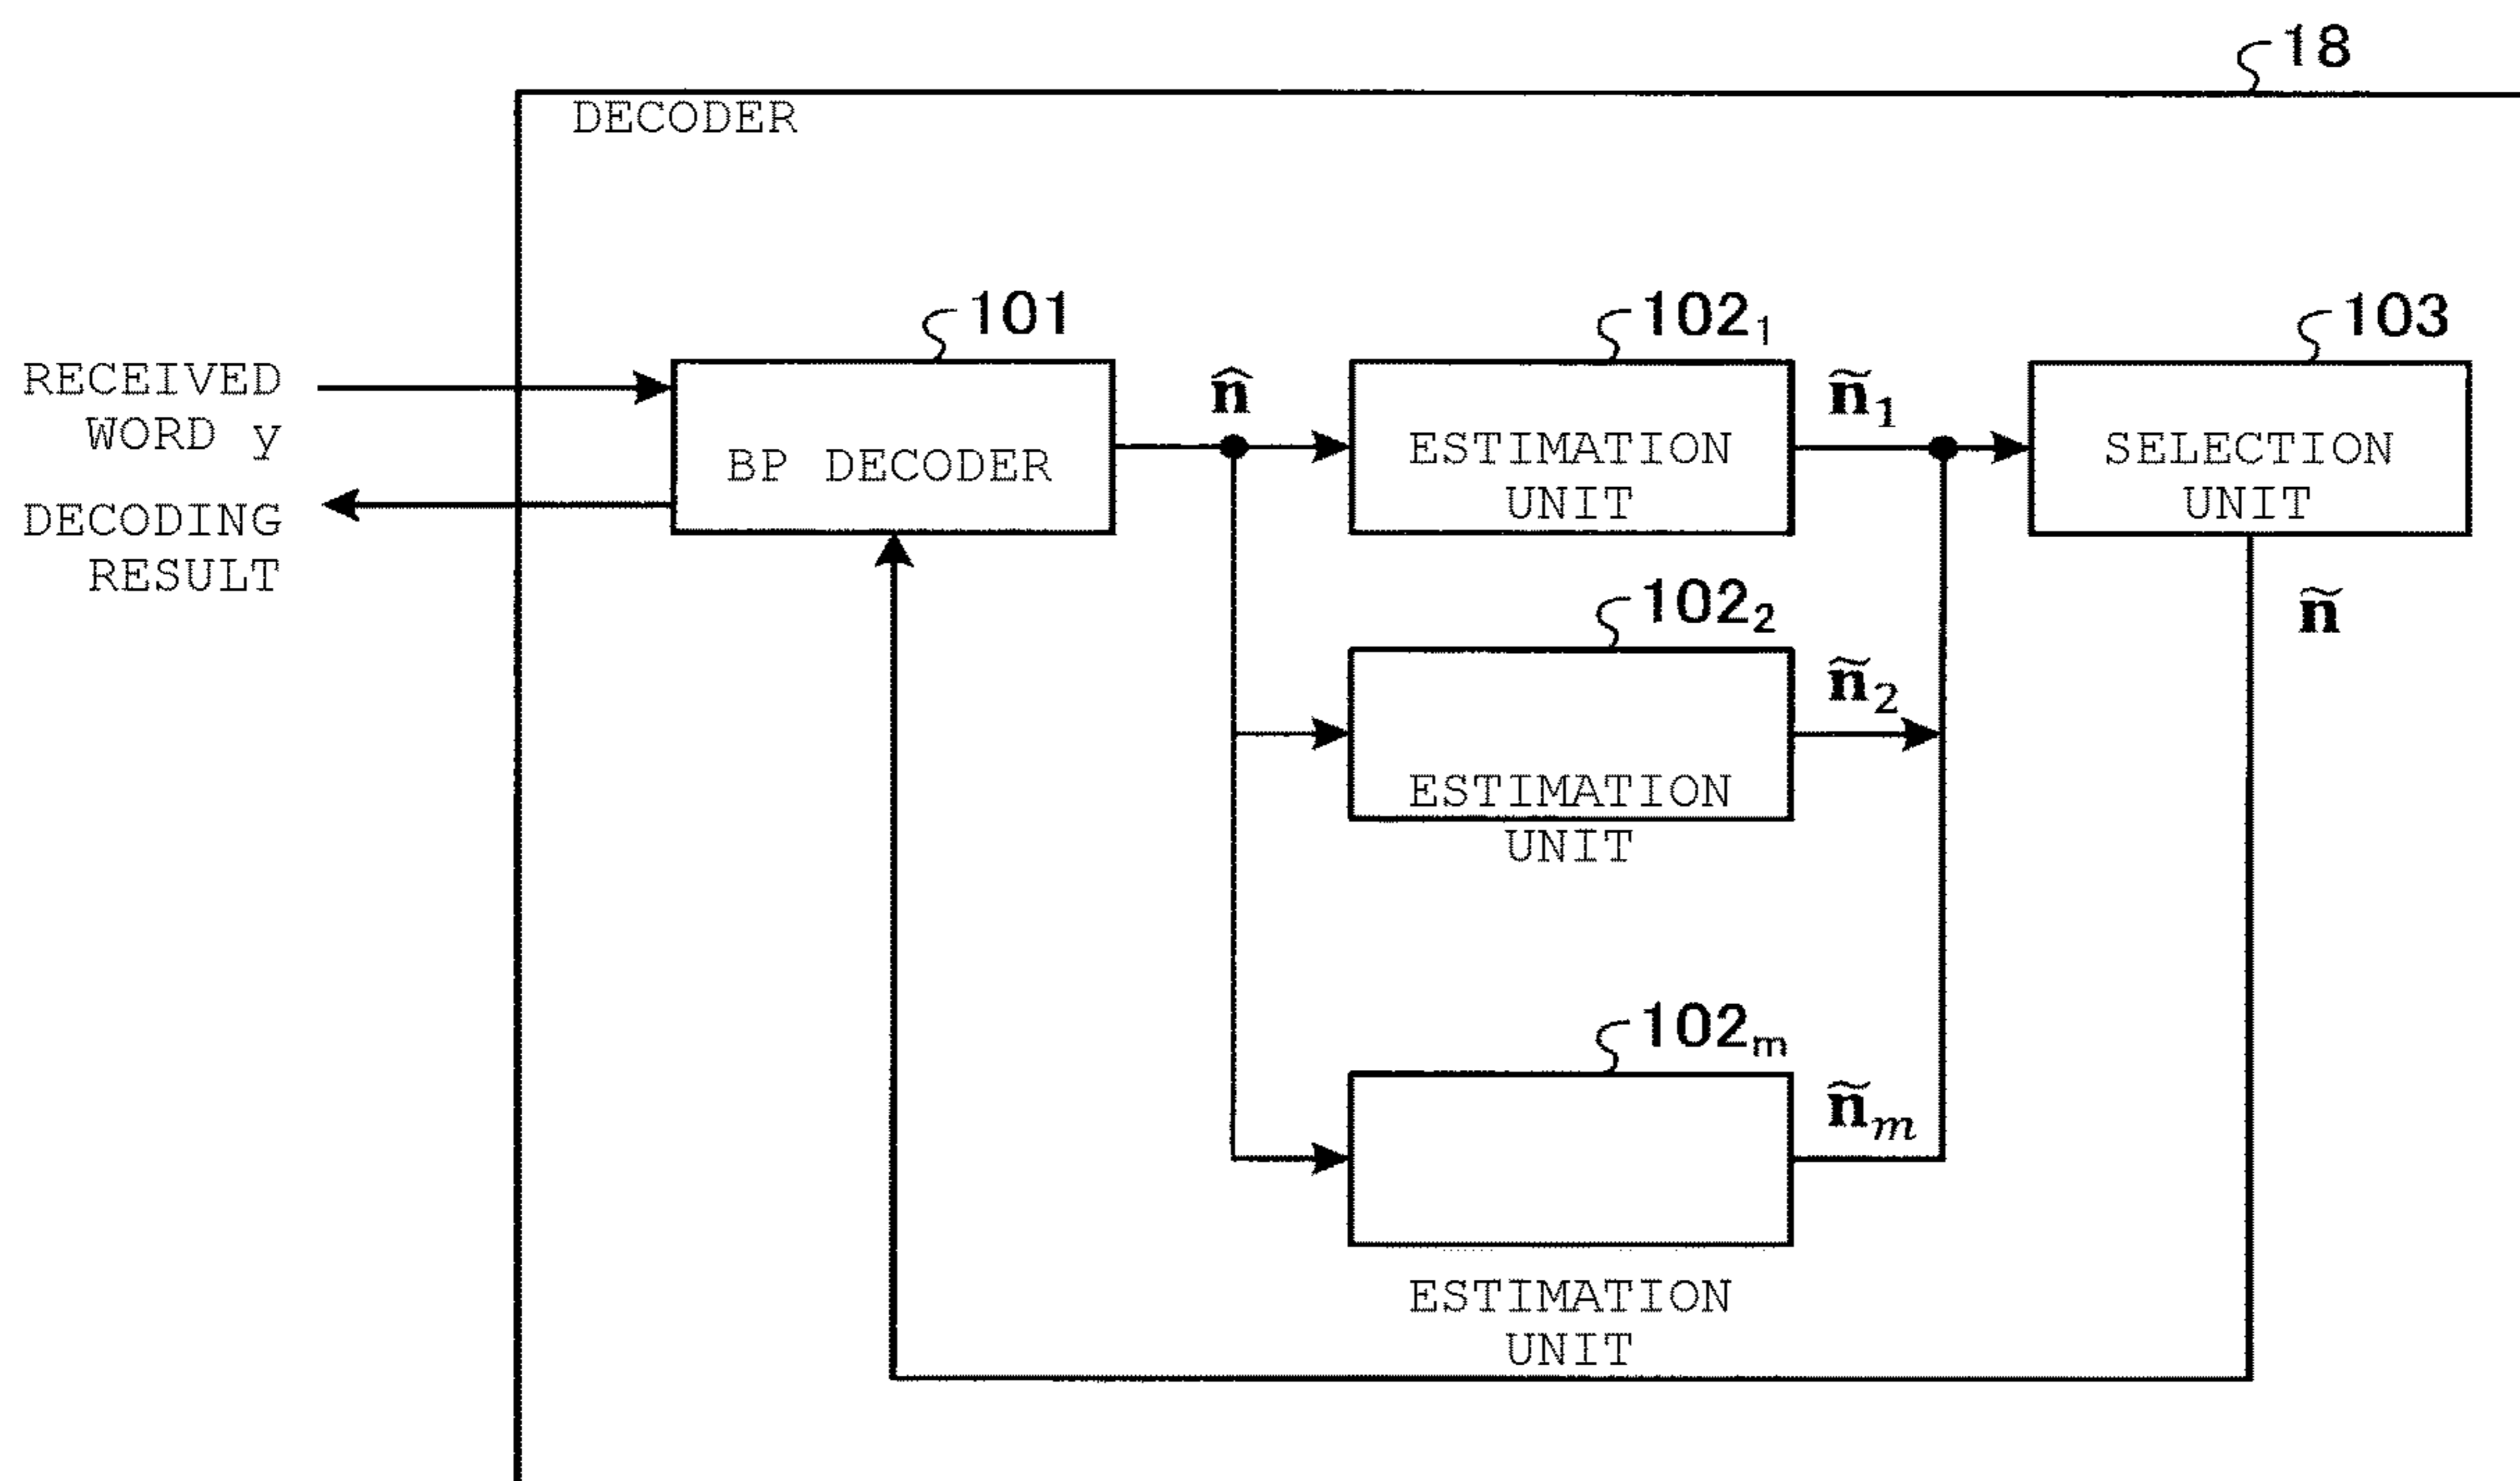 18
DECODER
101
102₁
103
RECEIVED
WORD y
n̂
ñ₁
BP DECODER
ESTIMATION
UNIT
SELECTION
UNIT
DECODING
RESULT
102₂
ñ
ñ₂
ESTIMATION
UNIT
102ₘ
ñₘ
ESTIMATION
UNIT